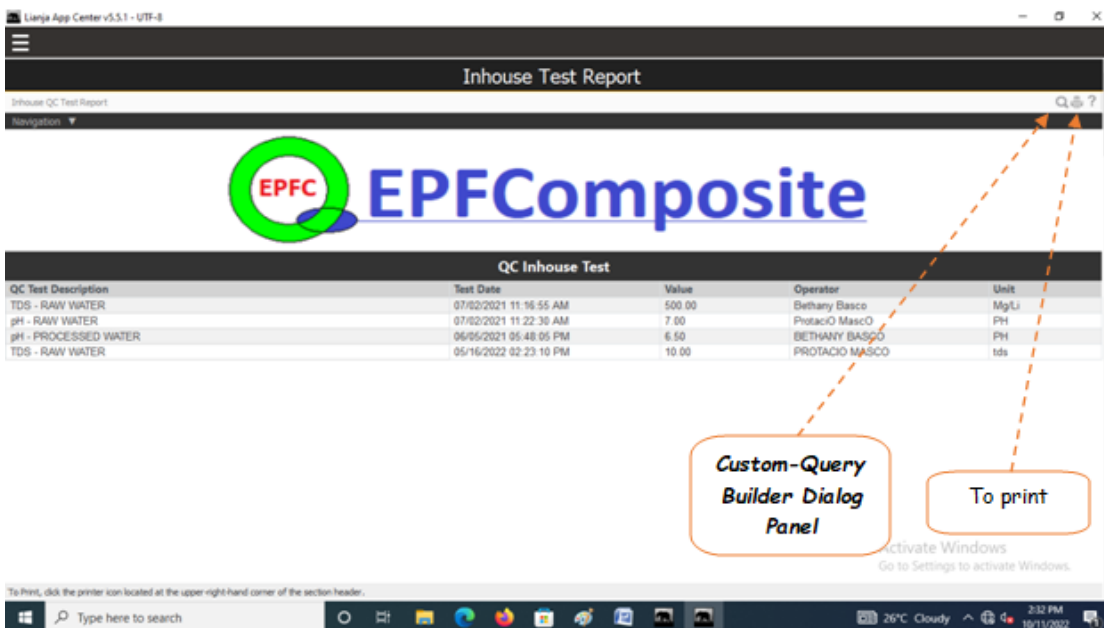 Lianja App Center v5.5.1 - UTF-8
Inhouse Test Report
Inhouse QC Test Report
Navigation ▼
EPFC EPFComposite
QC Inhouse Test
QC Test Description Test Date Value Operator Unit
TDS - RAW WATER 07/02/2021 11:16:55 AM 500.00 Bethany Basco Mg/Li
pH - RAW WATER 07/02/2021 11:22:30 AM 7.00 ProtaciO MascO PH
pH - PROCESSED WATER 06/05/2021 05:48:05 PM 6.50 BETHANY BASCO PH
TDS - RAW WATER 05/16/2022 02:23:10 PM 10.00 PROTACIO MASCO tds
Custom-Query
Builder Dialog
Panel
To print
Activate Windows
Go to Settings to activate Windows.
To Print, click the printer icon located at the upper-right-hand corner of the section header.
Type here to search
26°C Cloudy
2:32 PM
10/11/2022